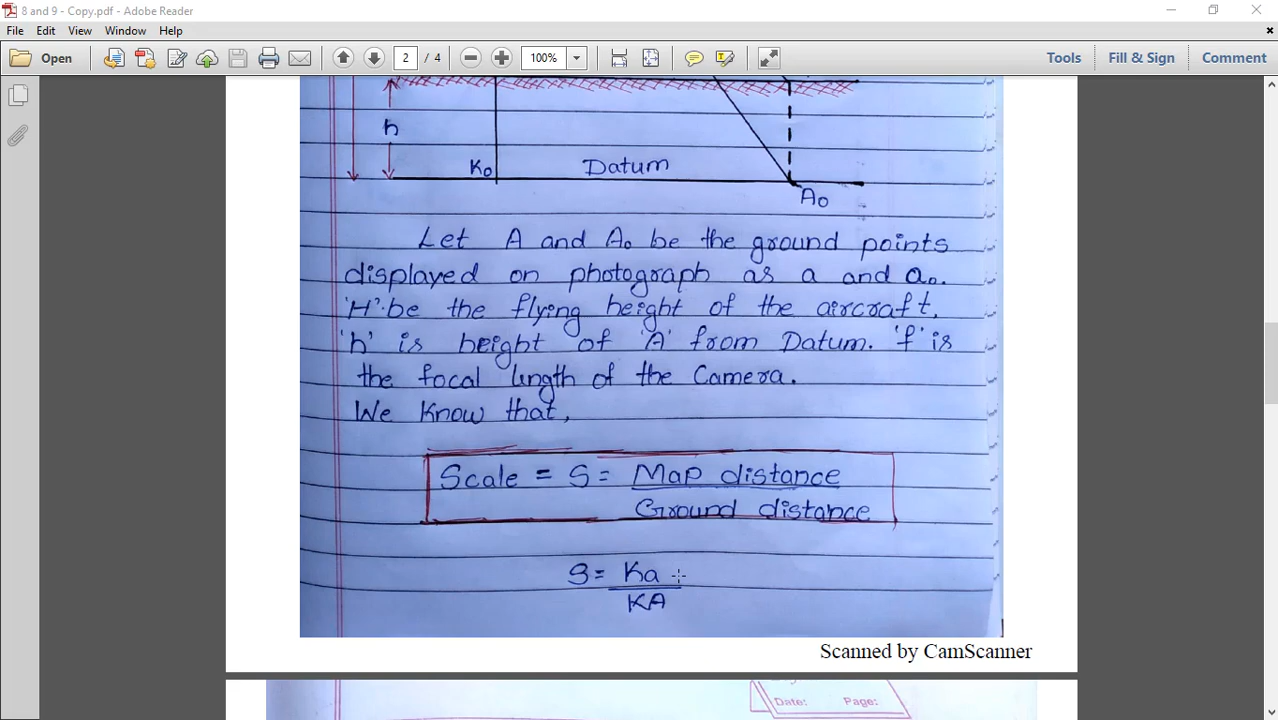 8 and 9 - Copy.pdf - Adobe Reader
File Edit View Window Help
Open 2 / 4 100% Tools Fill & Sign Comment
h
Ko Datum
Ao
Let A and Ao be the ground points
displayed on photograph as a and ao.
'H' be the flying height of the aircraft.
'h' is height of 'A' from Datum. 'f' is
the focal length of the Camera.
We Know that,
Scale = S = Map distance
Ground distance
S = Ka
KA
Scanned by CamScanner
Date: Page: